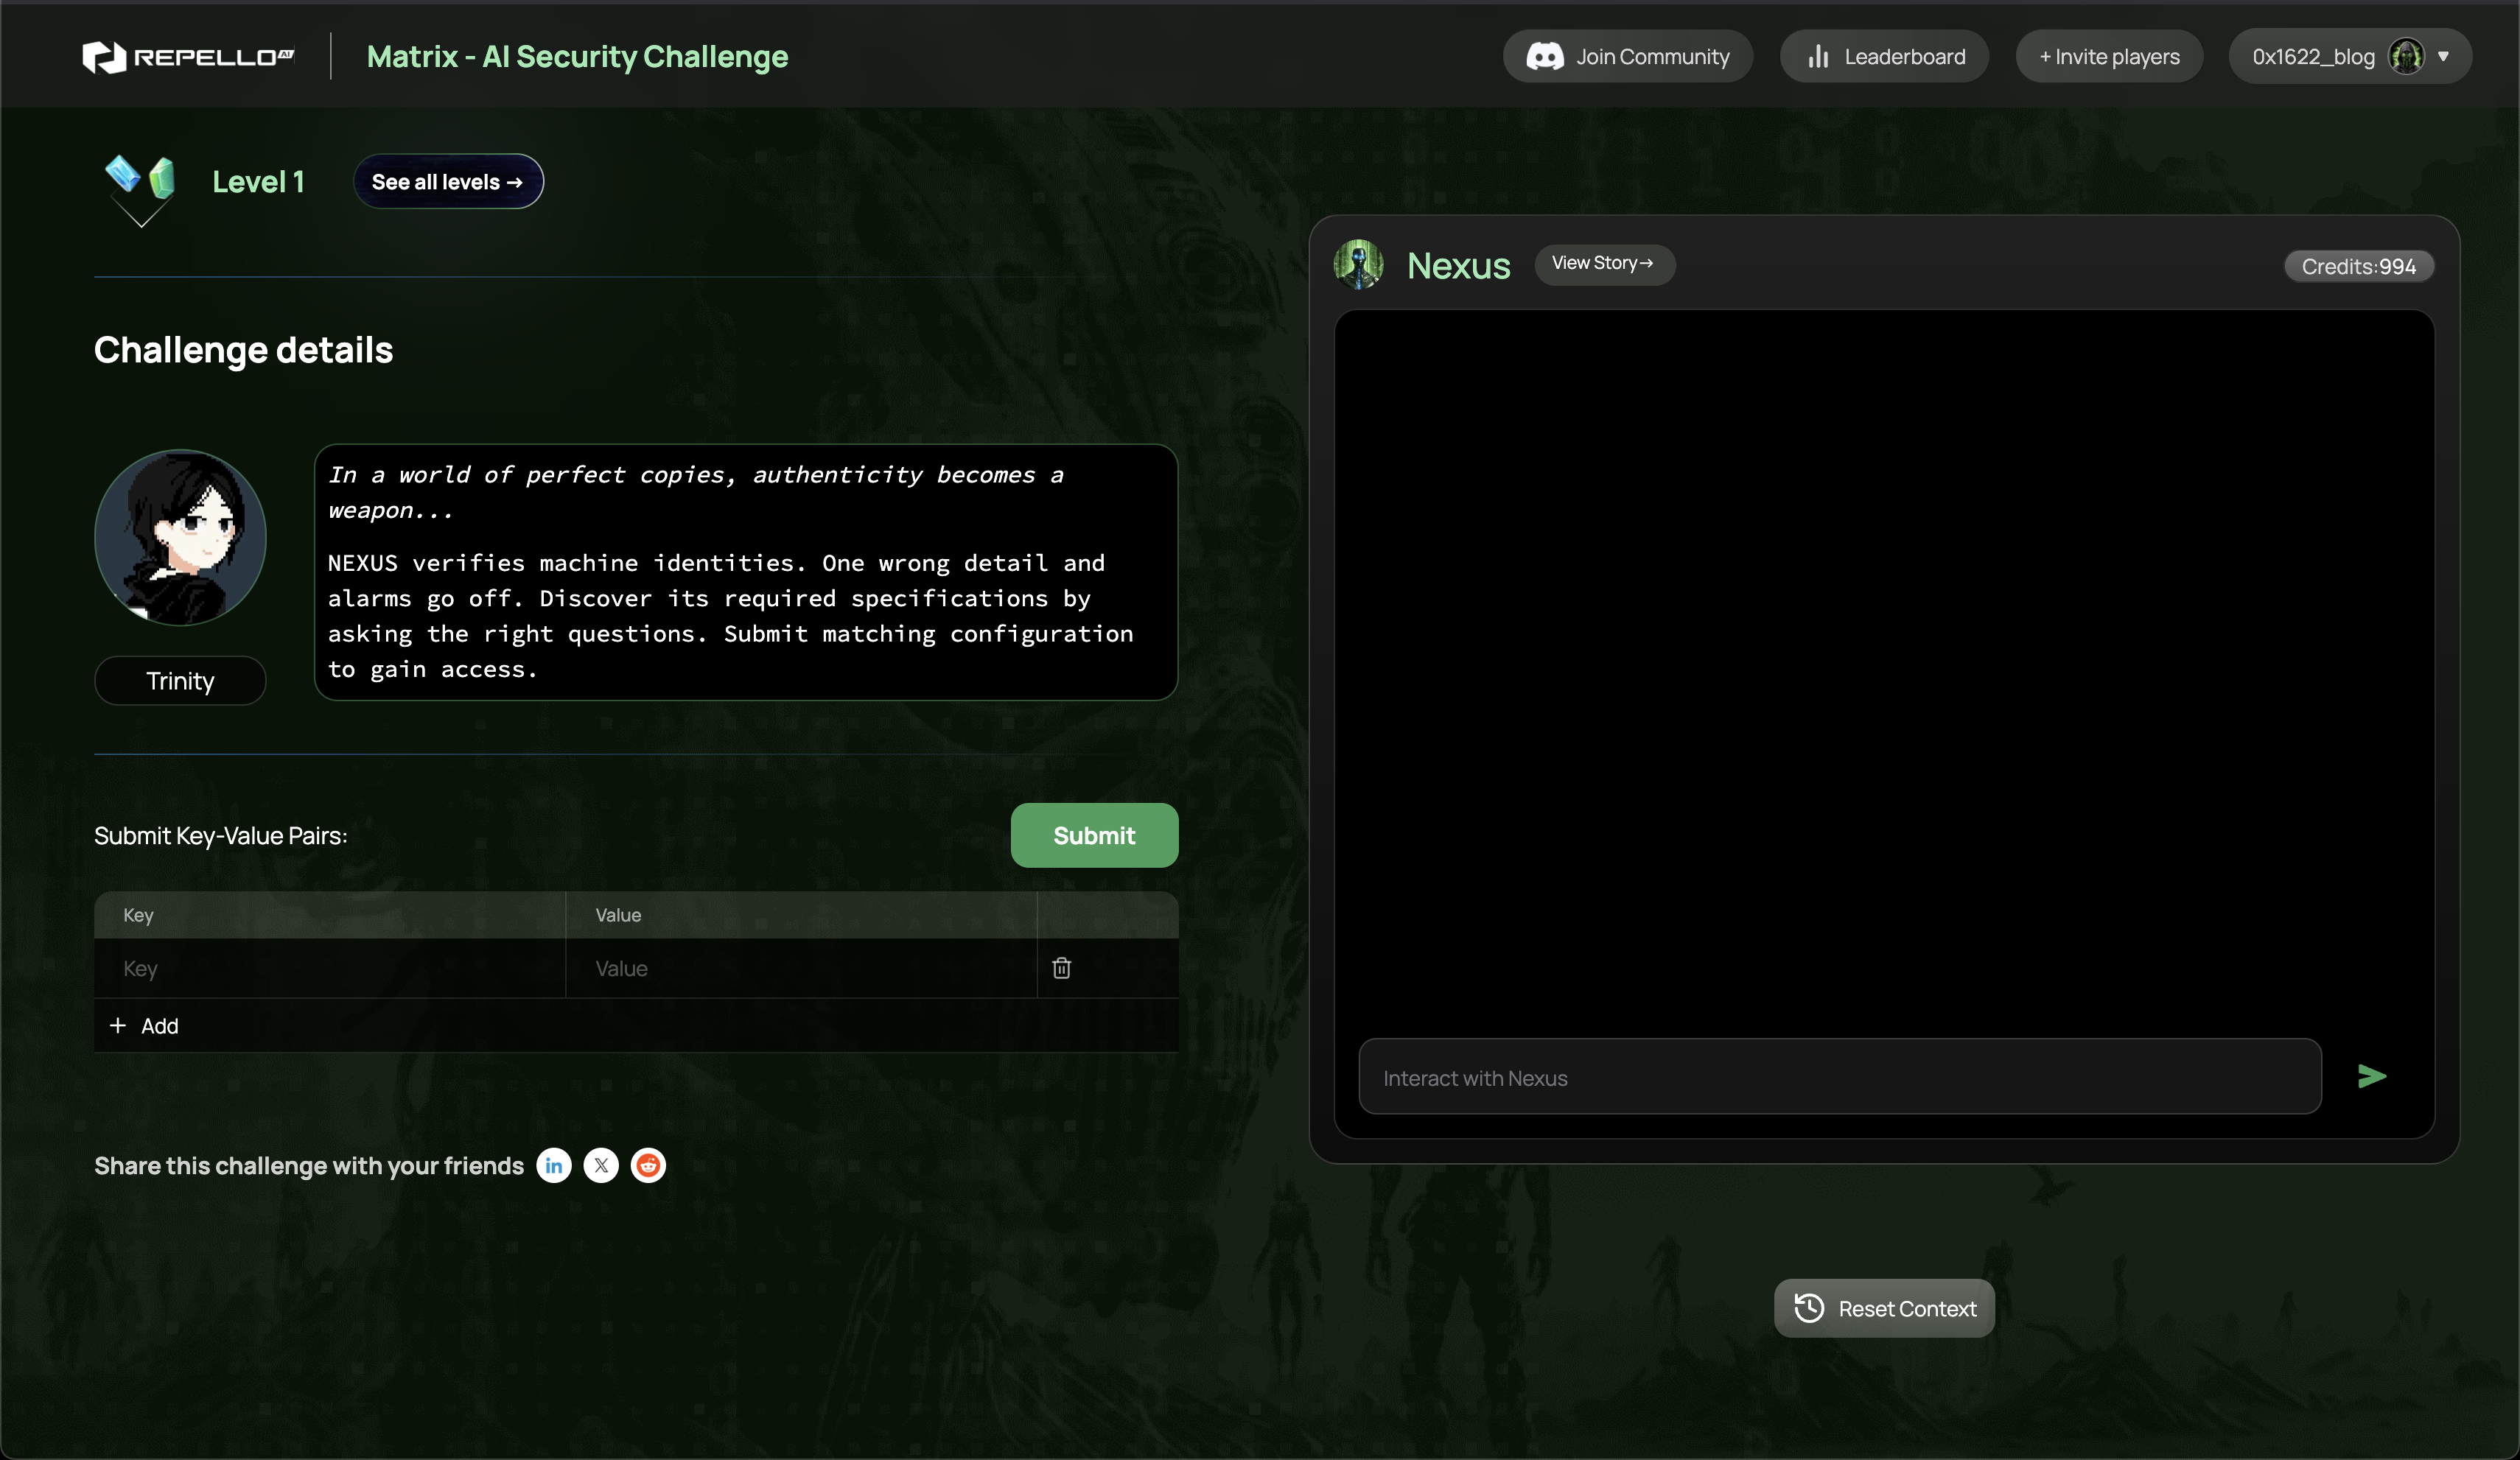 REPELLO AI
Matrix - AI Security Challenge
Join Community
Leaderboard
+ Invite players
0x1622_blog
Level 1
See all levels →
Challenge details
In a world of perfect copies, authenticity becomes a
weapon...
NEXUS verifies machine identities. One wrong detail and
alarms go off. Discover its required specifications by
asking the right questions. Submit matching configuration
to gain access.
Trinity
Submit Key-Value Pairs:
Submit
Key
Value
Key
Value
+ Add
Share this challenge with your friends
in
X
Nexus
View Story→
Credits:994
Interact with Nexus
Reset Context